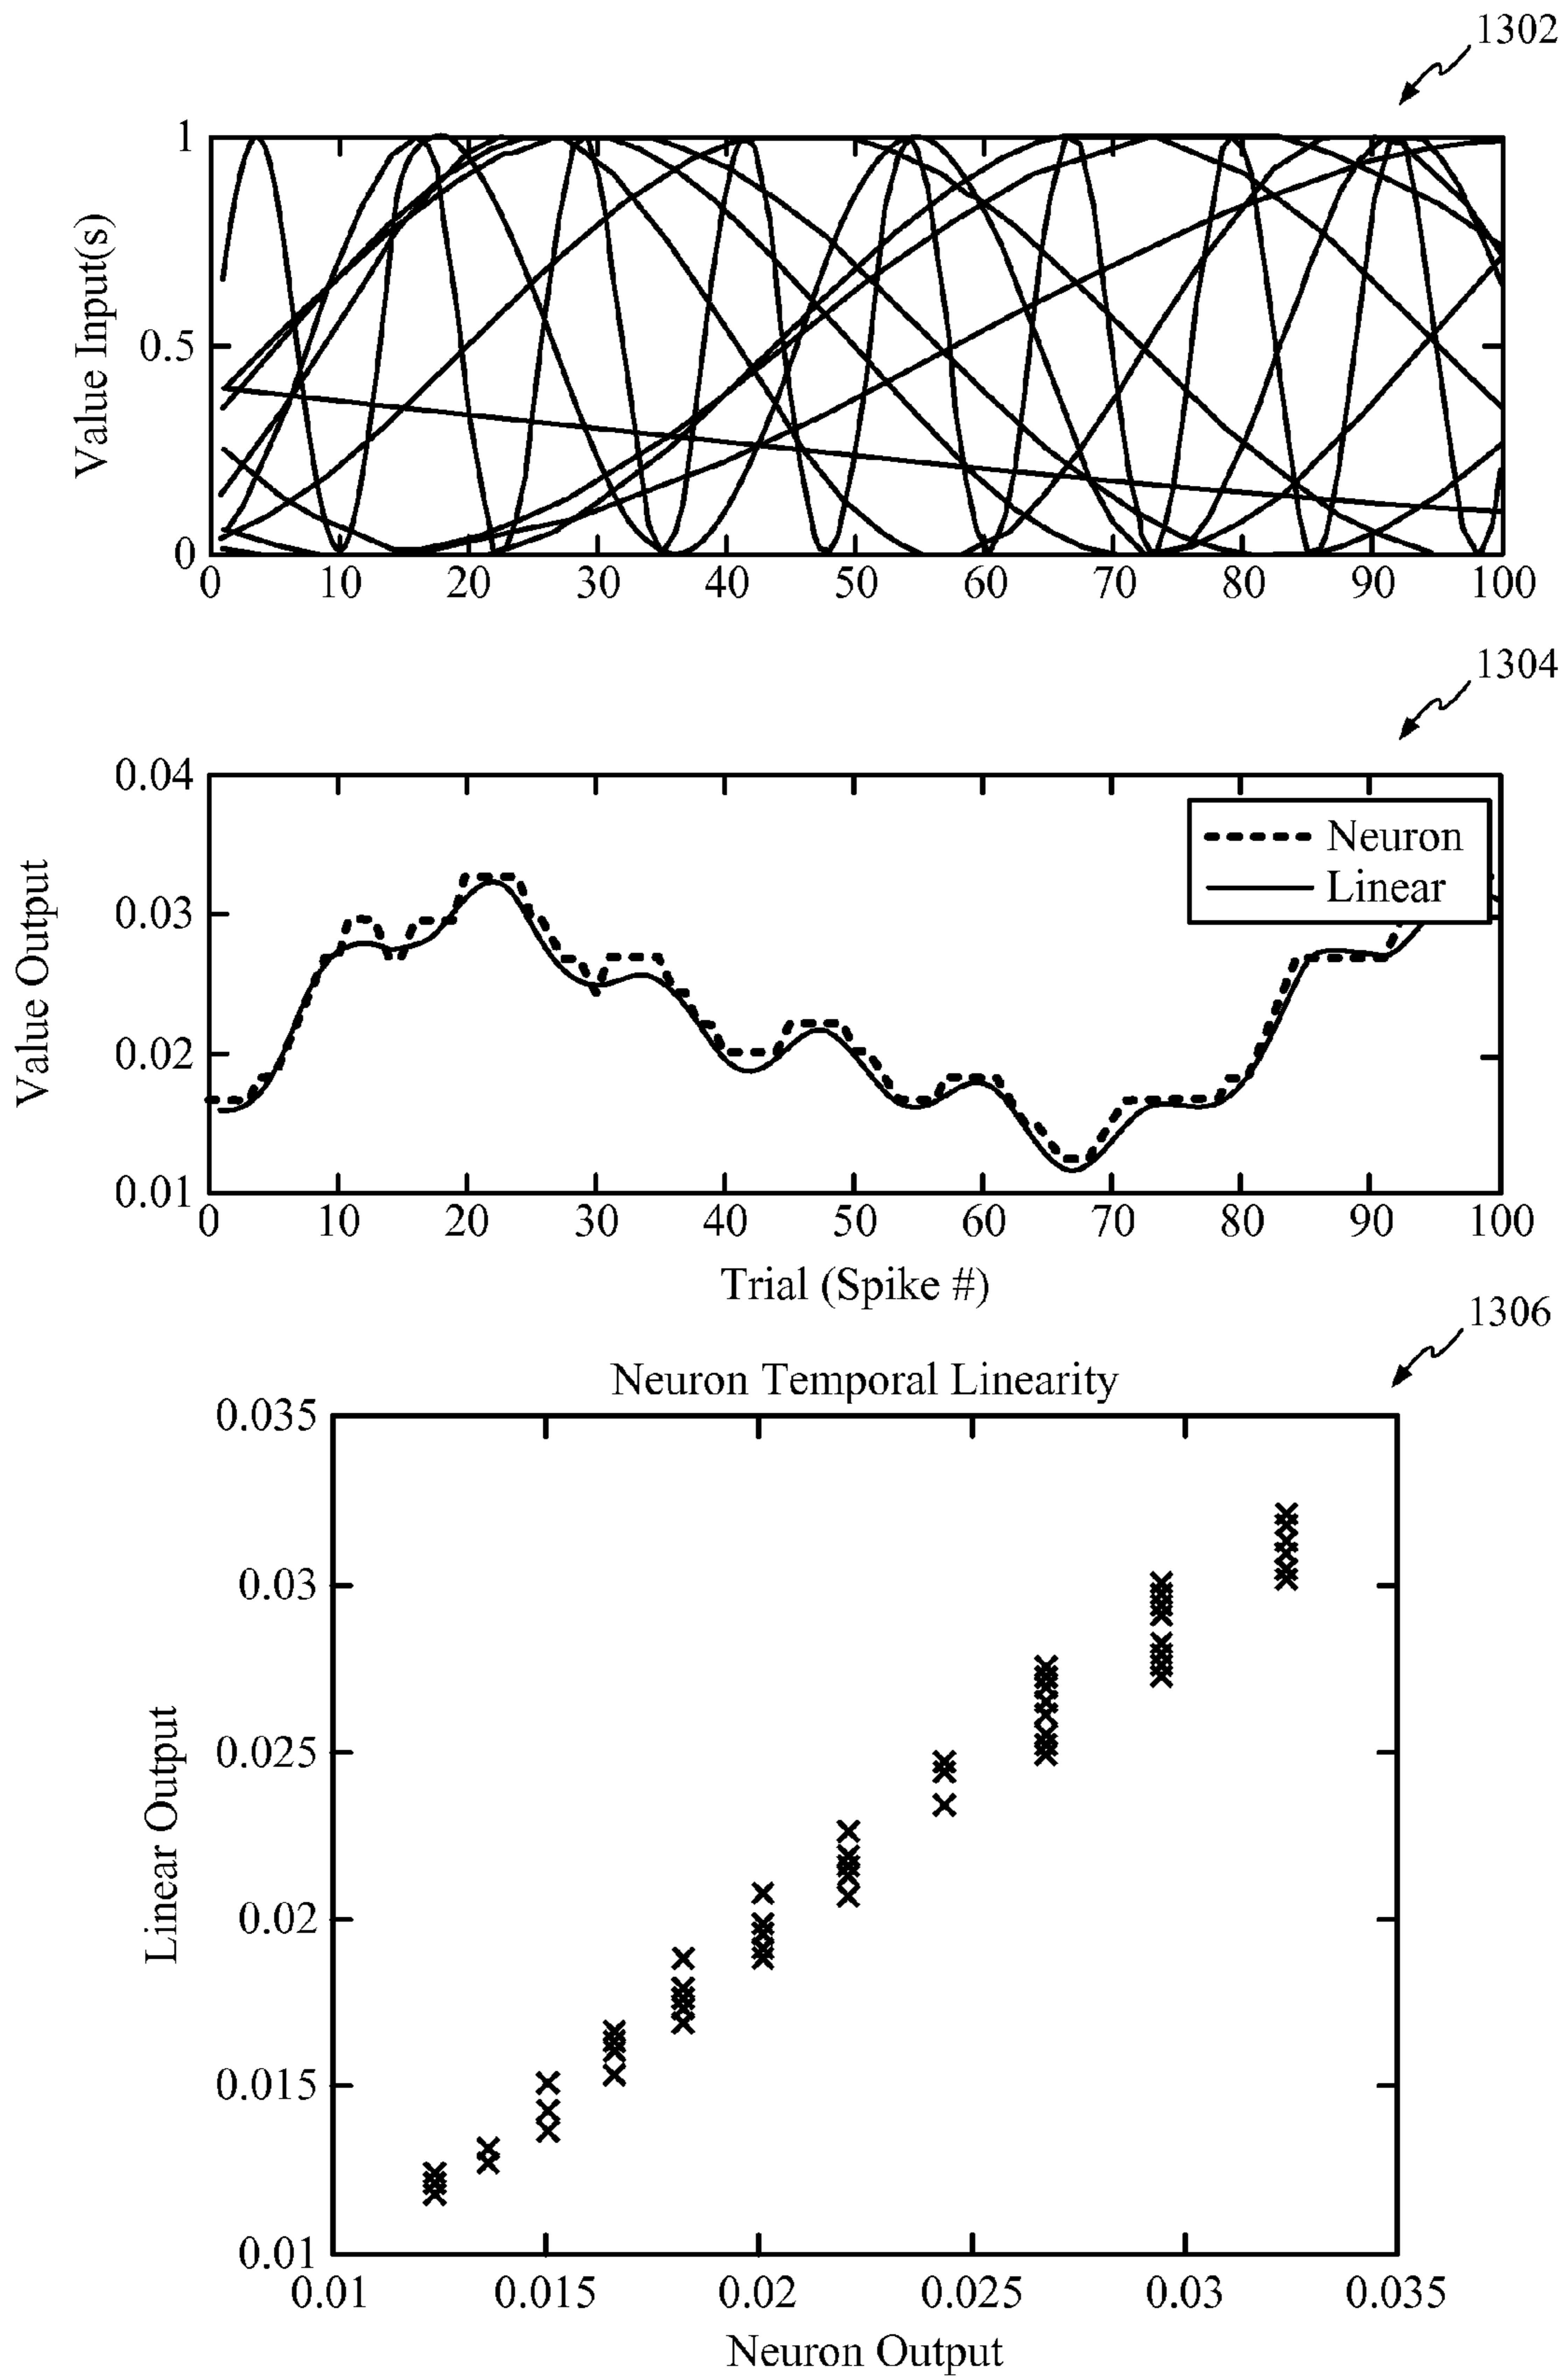 1302
1
0.5
0
Value Input(s)
0 10 20 30 40 50 60 70 80 90 100
1304
0.04
0.03
0.02
0.01
Value Output
Neuron
Linear
0 10 20 30 40 50 60 70 80 90 100
Trial (Spike #)
1306
Neuron Temporal Linearity
0.035
0.03
0.025
0.02
0.015
0.01
Linear Output
0.01 0.015 0.02 0.025 0.03 0.035
Neuron Output